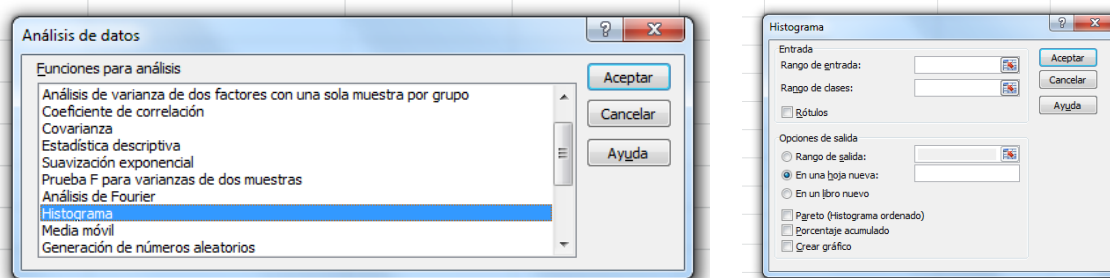 Análisis de datos
Funciones para análisis
Análisis de varianza de dos factores con una sola muestra por grupo
Coeficiente de correlación
Covarianza
Estadística descriptiva
Suavización exponencial
Prueba F para varianzas de dos muestras
Análisis de Fourier
Histograma
Media móvil
Generación de números aleatorios
Aceptar
Cancelar
Ayuda
Histograma
Entrada
Rango de entrada:
Rango de clases:
Rótulos
Opciones de salida
Rango de salida:
En una hoja nueva:
En un libro nuevo
Pareto (Histograma ordenado)
Porcentaje acumulado
Crear gráfico
Aceptar
Cancelar
Ayuda